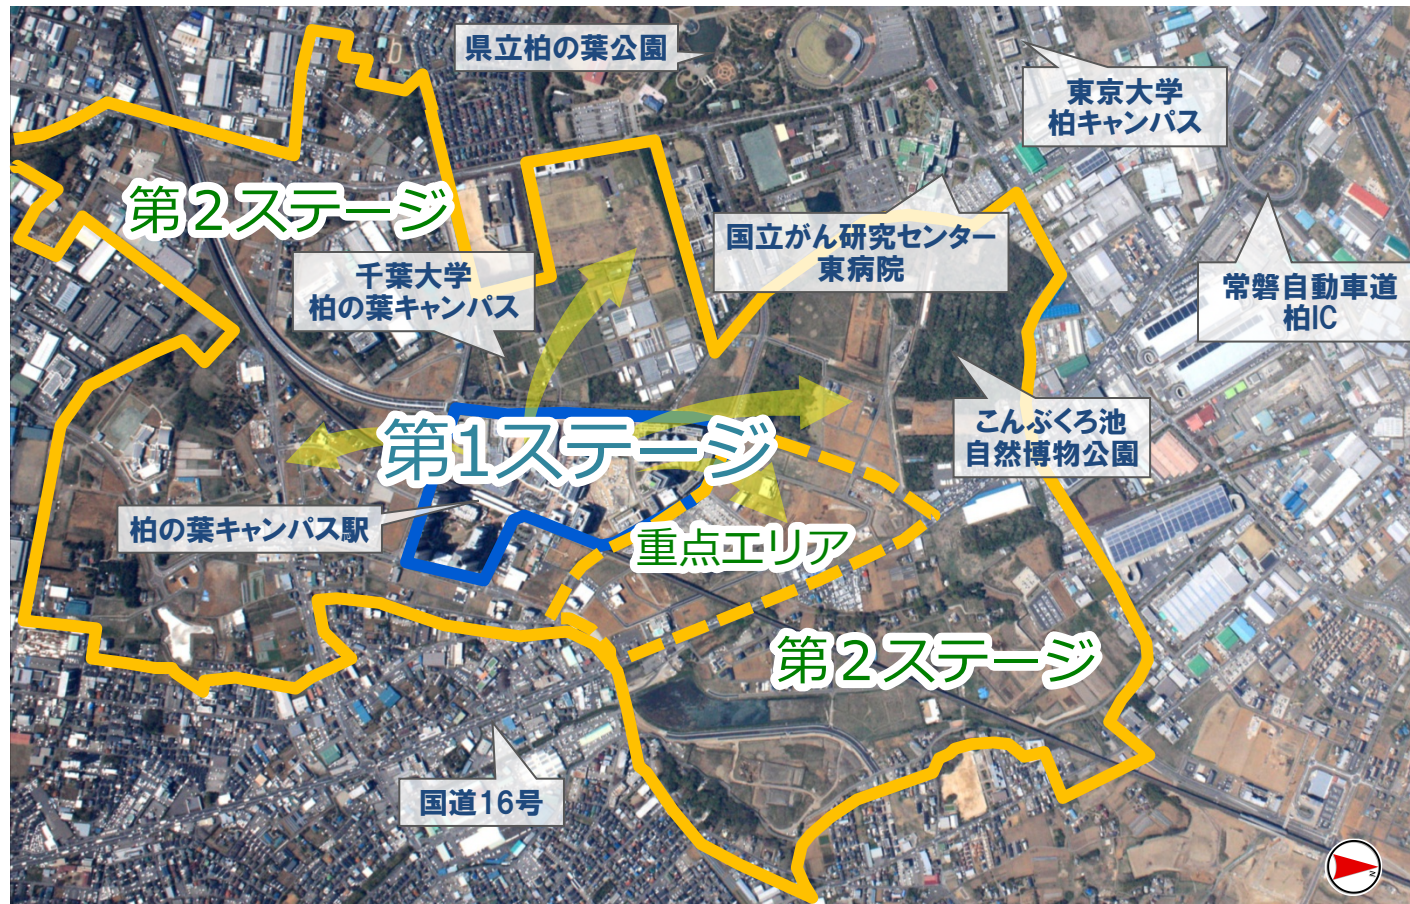 県立柏の葉公園
東京大学
柏キャンパス
第２ステージ
国立がん研究センター
東病院
千葉大学
柏の葉キャンパス
常磐自動車道
柏IC
第1ステージ
こんぶくろ池
自然博物公園
柏の葉キャンパス駅
重点エリア
第２ステージ
国道16号
N